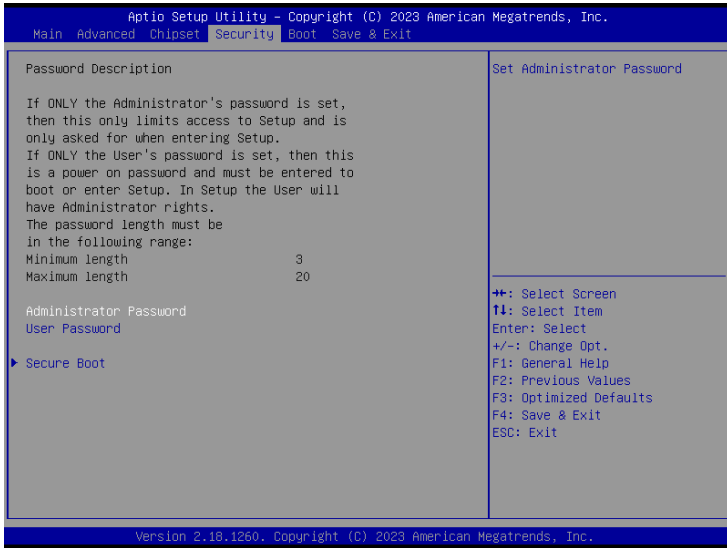 Aptio Setup Utility – Copyright (C) 2023 American Megatrends, Inc.
Main Advanced Chipset Security Boot Save & Exit
Password Description
If ONLY the Administrator's password is set,
then this only limits access to Setup and is
only asked for when entering Setup.
If ONLY the User's password is set, then this
is a power on password and must be entered to
boot or enter Setup. In Setup the User will
have Administrator rights.
The password length must be
in the following range:
Minimum length 3
Maximum length 20
Administrator Password
User Password
Secure Boot
Set Administrator Password
→←: Select Screen
↑↓: Select Item
Enter: Select
+/-: Change Opt.
F1: General Help
F2: Previous Values
F3: Optimized Defaults
F4: Save & Exit
ESC: Exit
Version 2.18.1260. Copyright (C) 2023 American Megatrends, Inc.